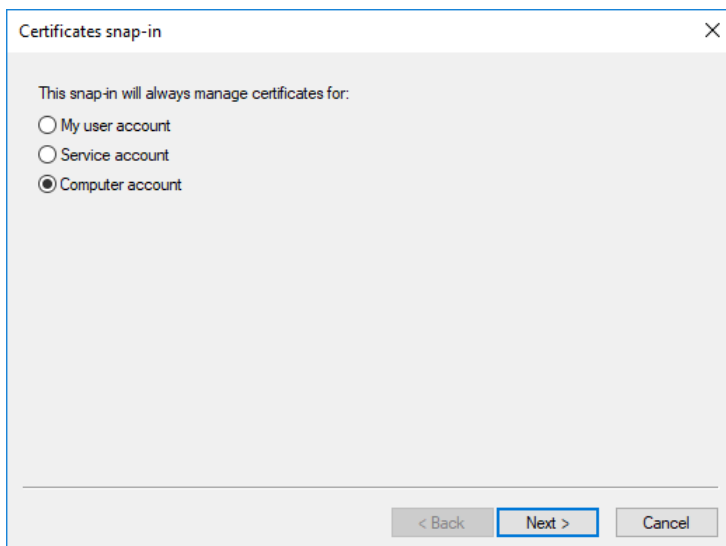 Certificates snap-in
This snap-in will always manage certificates for:
My user account
Service account
Computer account
< Back Next > Cancel